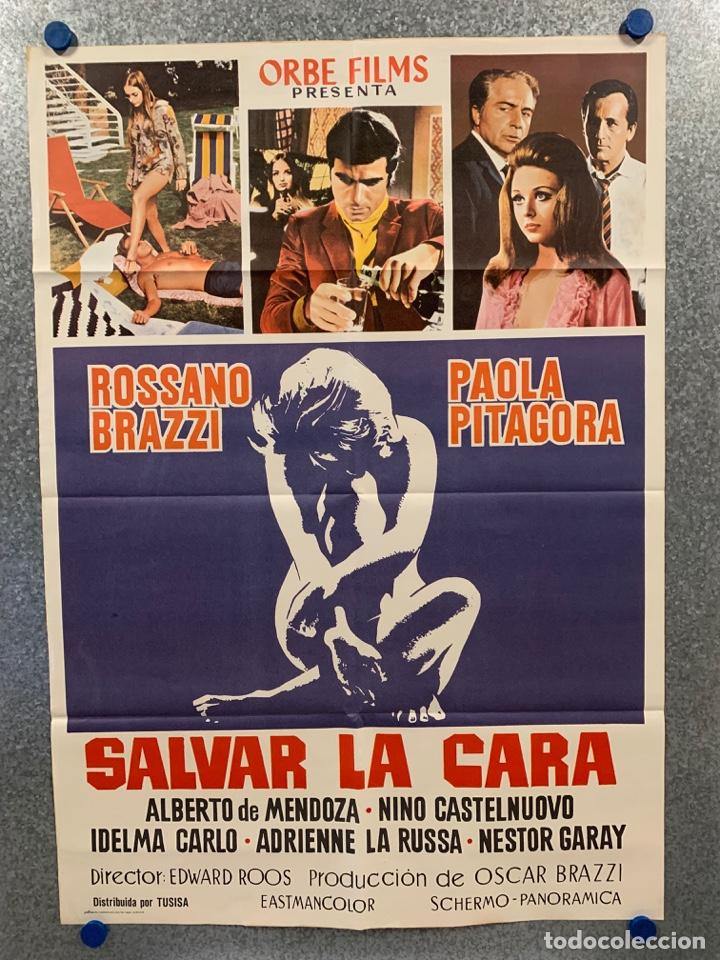 ORBE FILMS
PRESENTA
ROSSANO
BRAZZI
PAOLA
PITAGORA
SALVAR LA CARA
ALBERTO de MENDOZA · NINO CASTELNUOVO
IDELMA CARLO · ADRIENNE LA RUSSA · NESTOR GARAY
Director: EDWARD ROOS Producción de OSCAR BRAZZI
Distribuida por TUSISA EASTMANCOLOR SCHERMO-PANORAMICA
todocoleccion